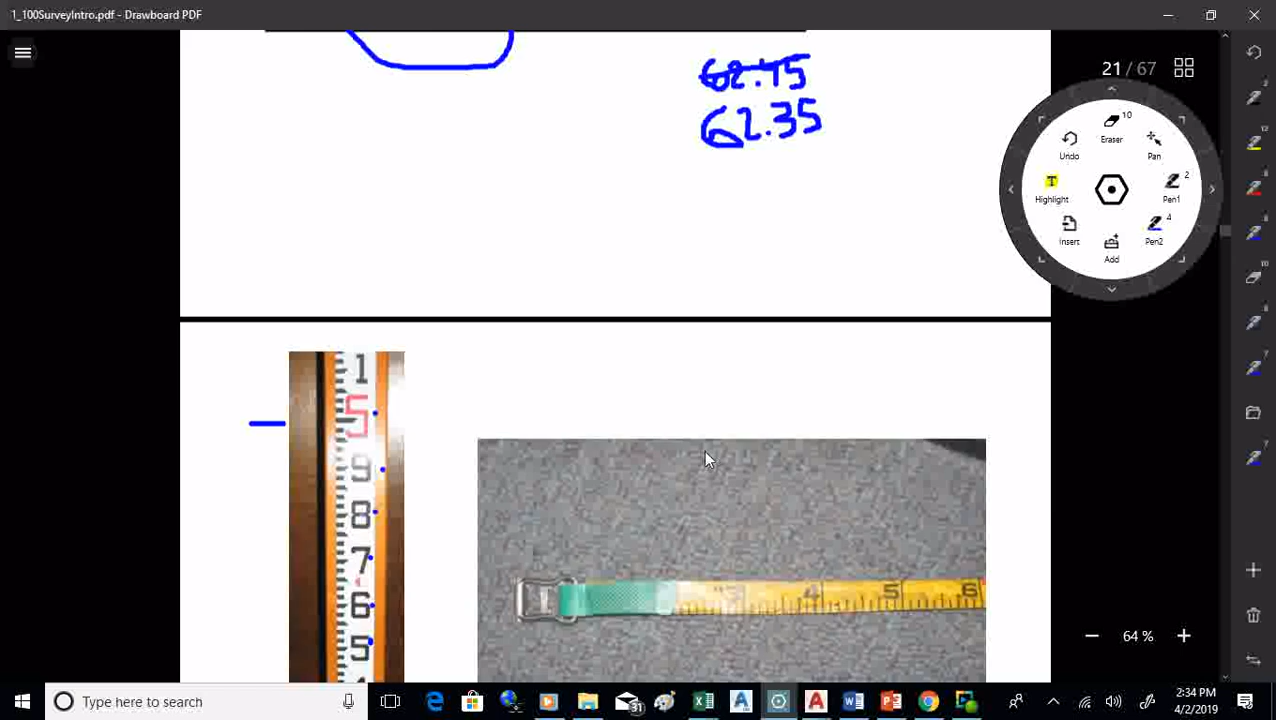 1_100SurveyIntro.pdf - Drawboard PDF
62.45
62.35
21 / 67
10
Eraser
Undo
Pan
Highlight
2
Pen1
Insert
4
Pen2
Add
1
5
9
8
7
6
5
3
4
5
6
64 %
Type here to search
31
2:34 PM
4/2/2019